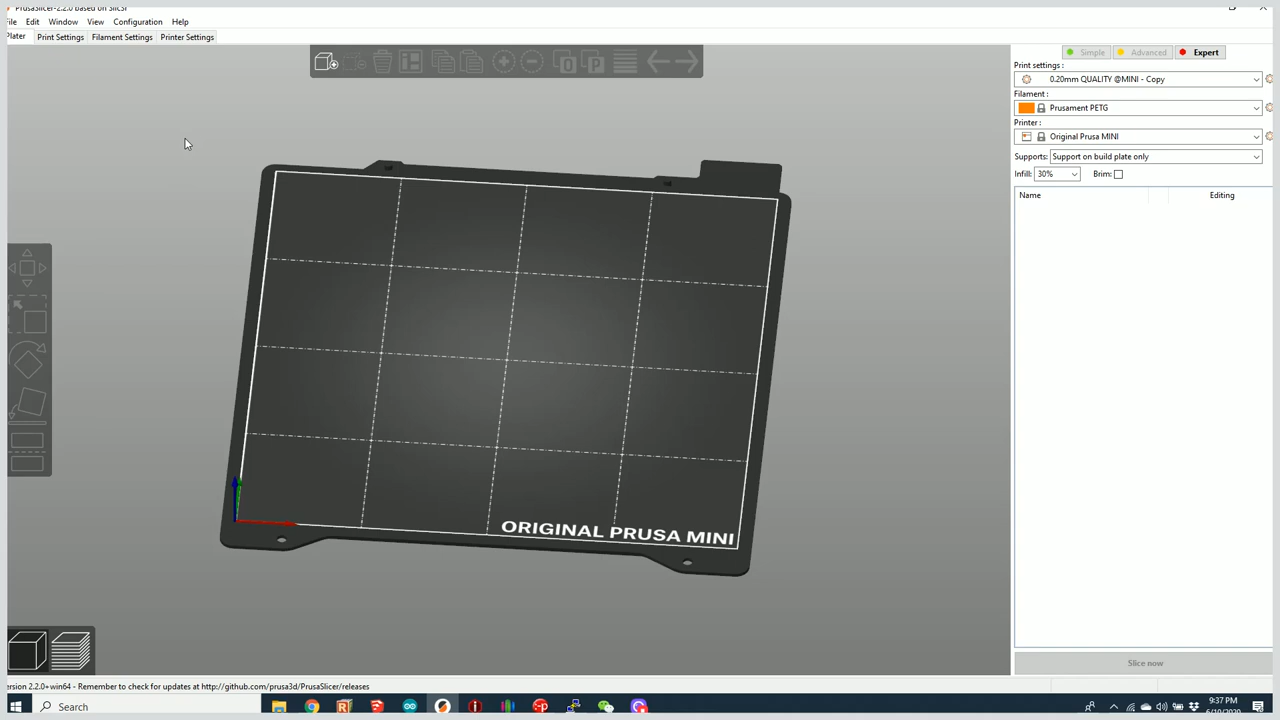 PrusaSlicer-2.2.0 based on Slic3r
File Edit Window View Configuration Help
Plater Print Settings Filament Settings Printer Settings
Simple Advanced Expert
Print settings :
0.20mm QUALITY @MINI - Copy
Filament :
Prusament PETG
Printer :
Original Prusa MINI
Supports: Support on build plate only
Infill: 30% Brim:
Name Editing
ORIGINAL PRUSA MINI
Slice now
ersion 2.2.0+win64 - Remember to check for updates at http://github.com/prusa3d/PrusaSlicer/releases
Search
9:37 PM
6/10/2020